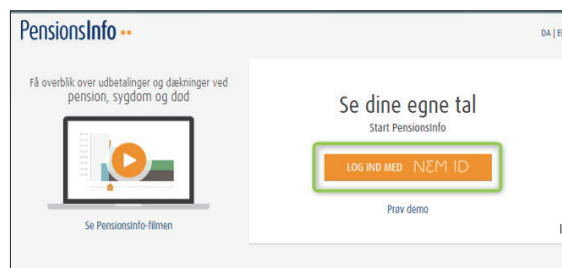 PensionsInfo
DA | E
Få overblik over udbetalinger og dækninger ved
pension, sygdom og død
Se PensionsInfo-filmen
Se dine egne tal
Start PensionsInfo
LOG IND MED NEM ID
Prøv demo